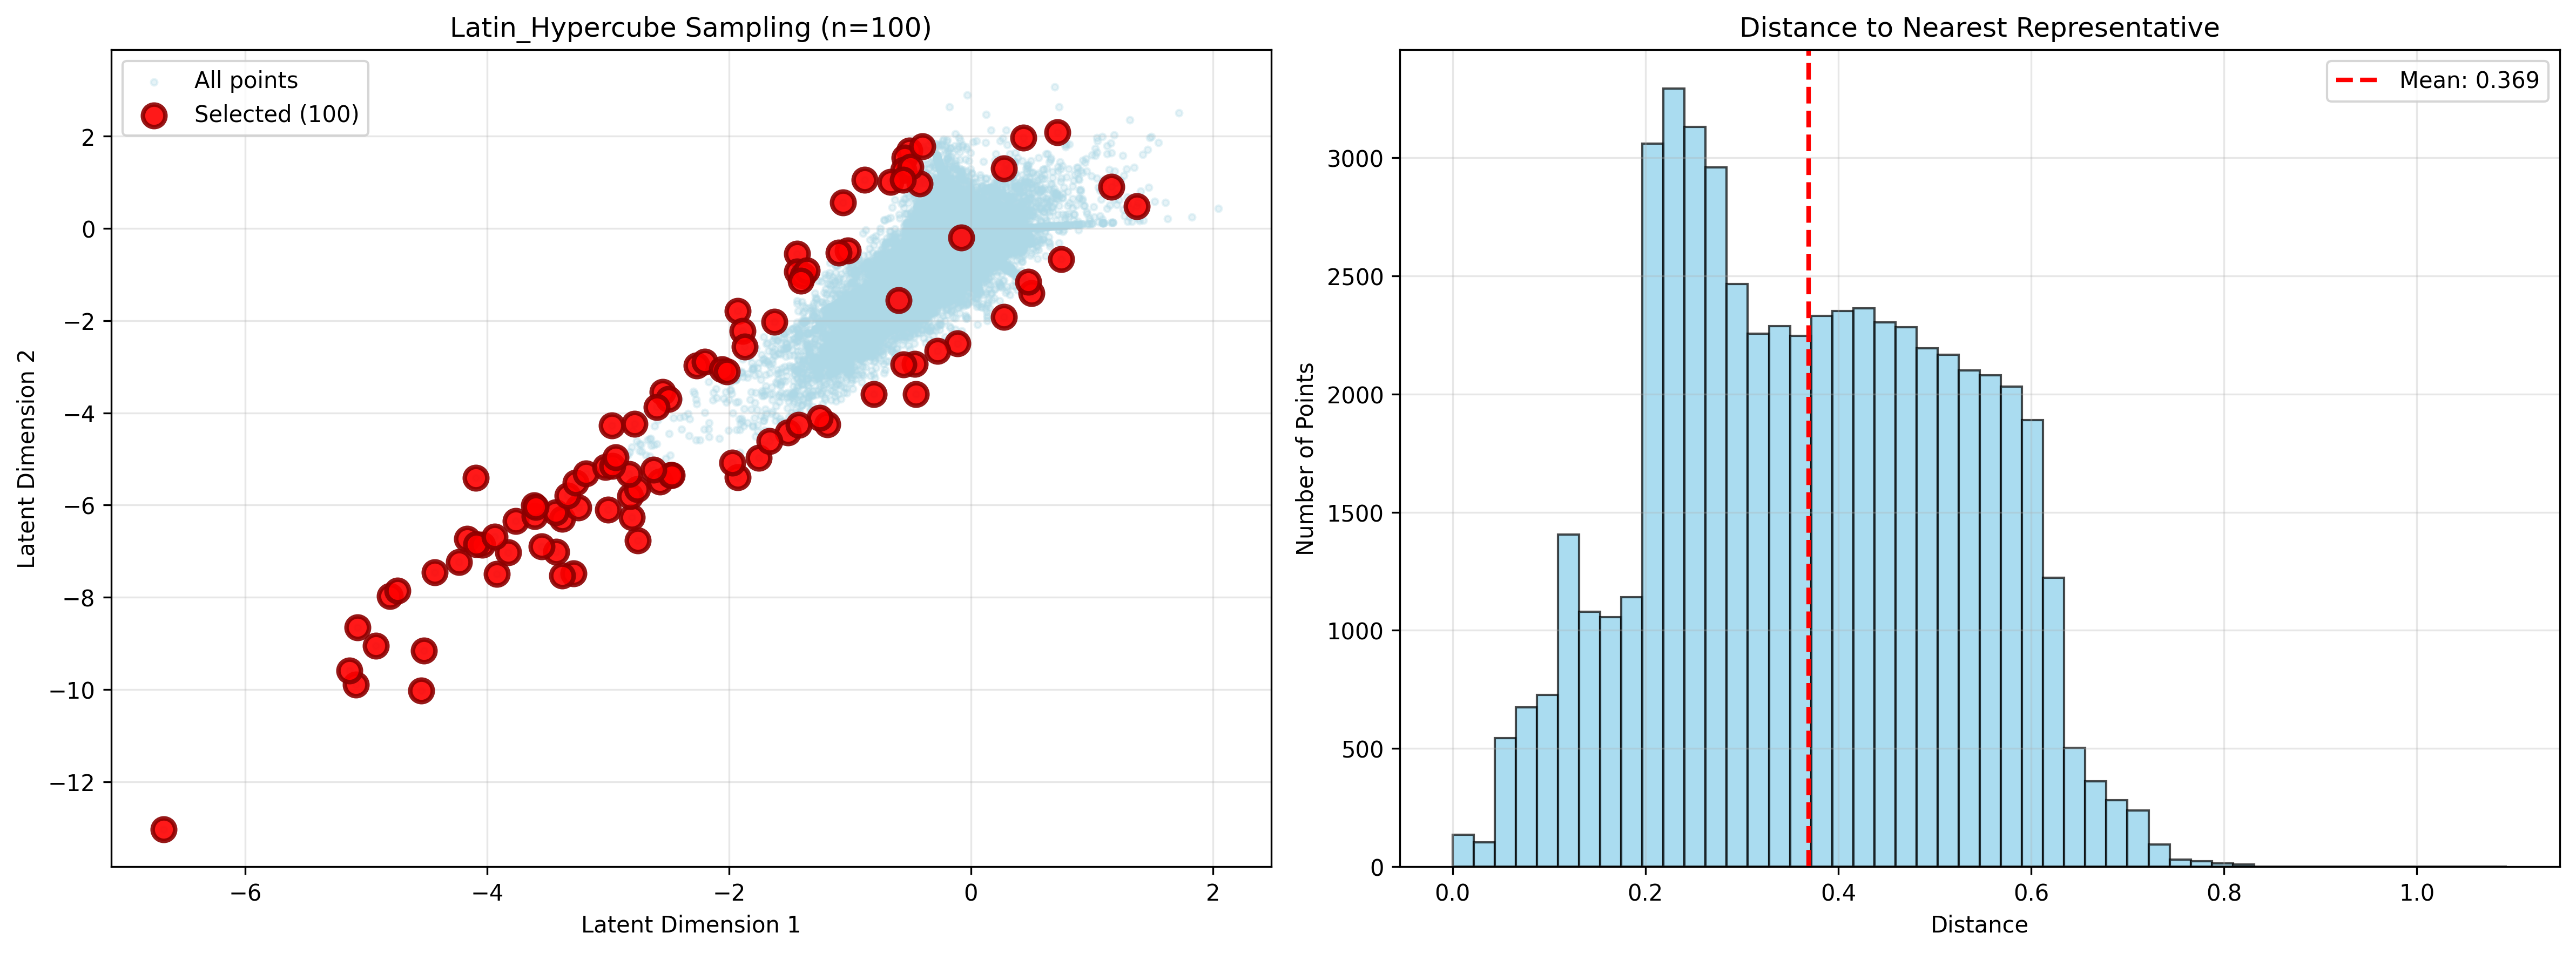 Latin_Hypercube Sampling (n=100)
All points
Selected (100)
2
0
−2
−4
−6
−8
−10
−12
Latent Dimension 2
−6
−4
−2
0
2
Latent Dimension 1
Distance to Nearest Representative
Mean: 0.369
3000
2500
2000
1500
1000
500
0
Number of Points
0.0
0.2
0.4
0.6
0.8
1.0
Distance